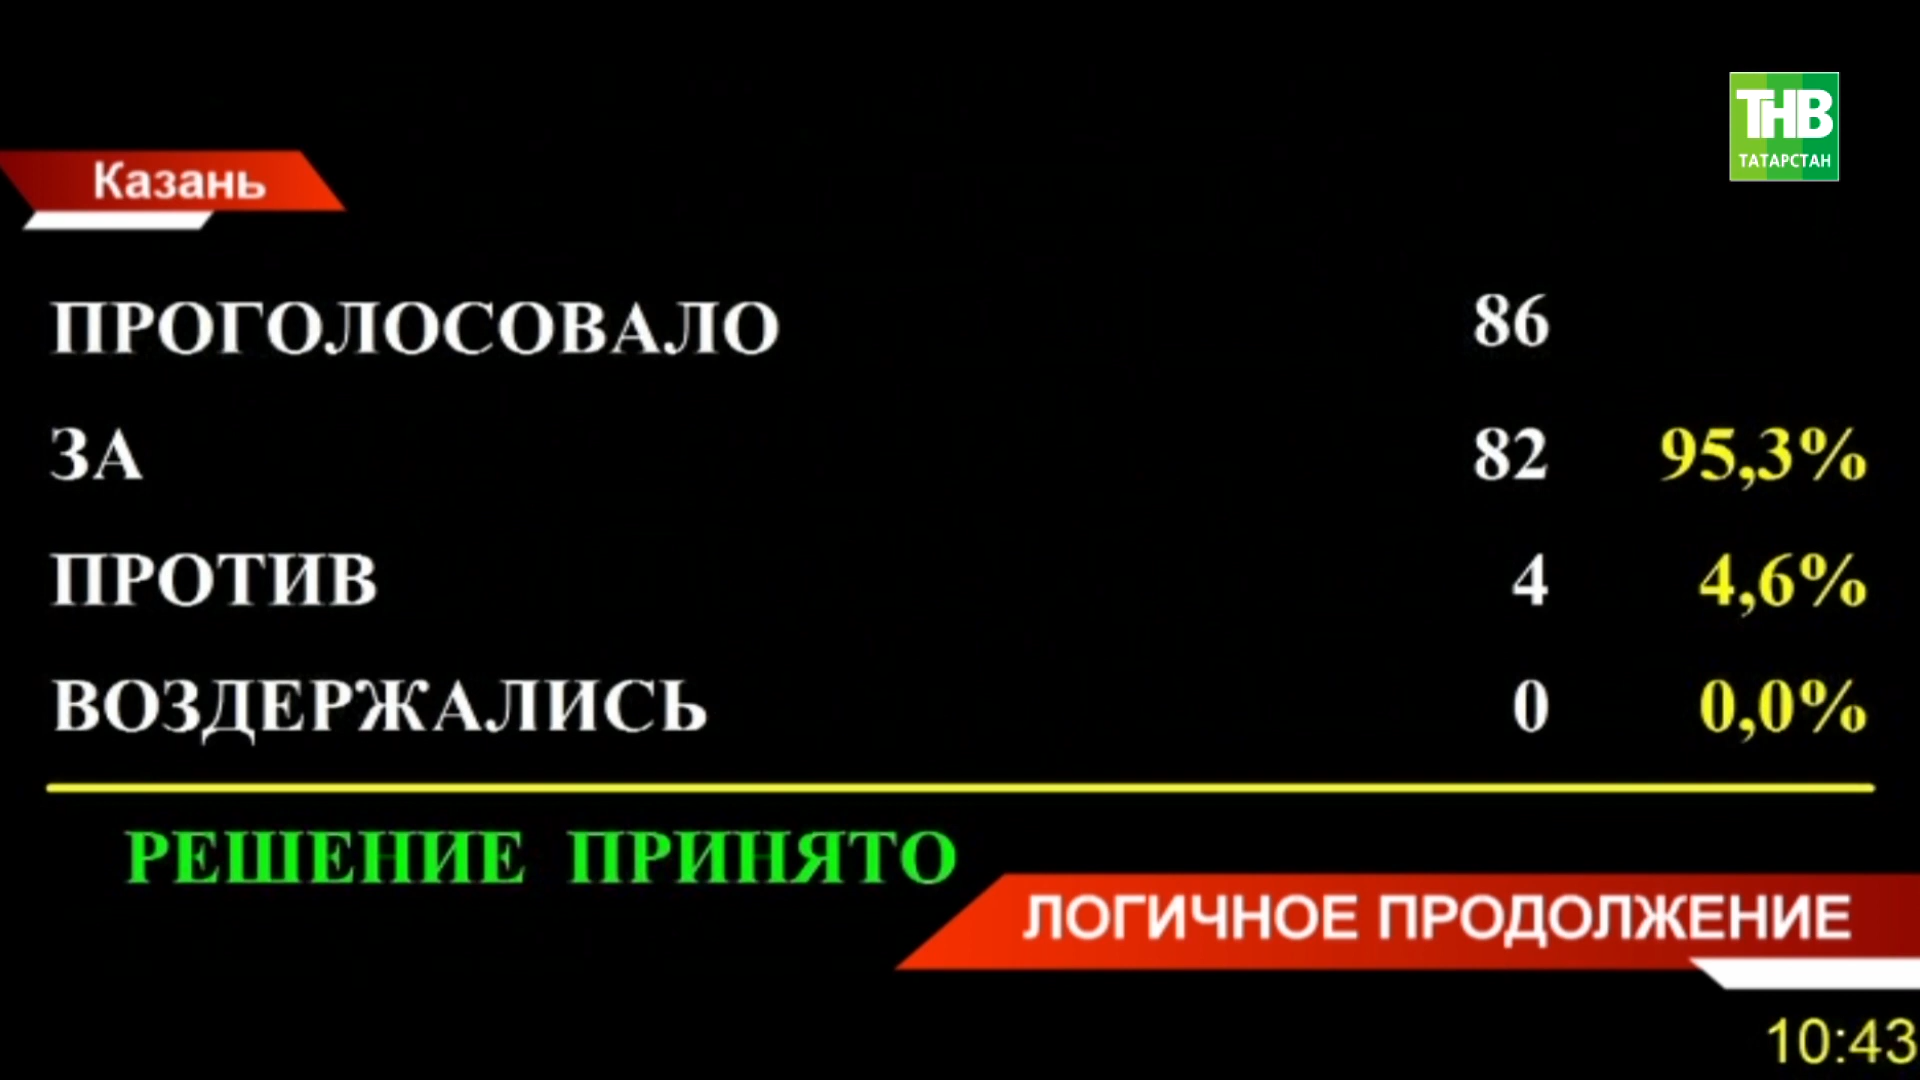 ТНВ
ТАТАРСТАН
Казань
ПРОГОЛОСОВАЛО 86
ЗА 82 95,3%
ПРОТИВ 4 4,6%
ВОЗДЕРЖАЛИСЬ 0 0,0%
РЕШЕНИЕ ПРИНЯТО
ЛОГИЧНОЕ ПРОДОЛЖЕНИЕ
10:43